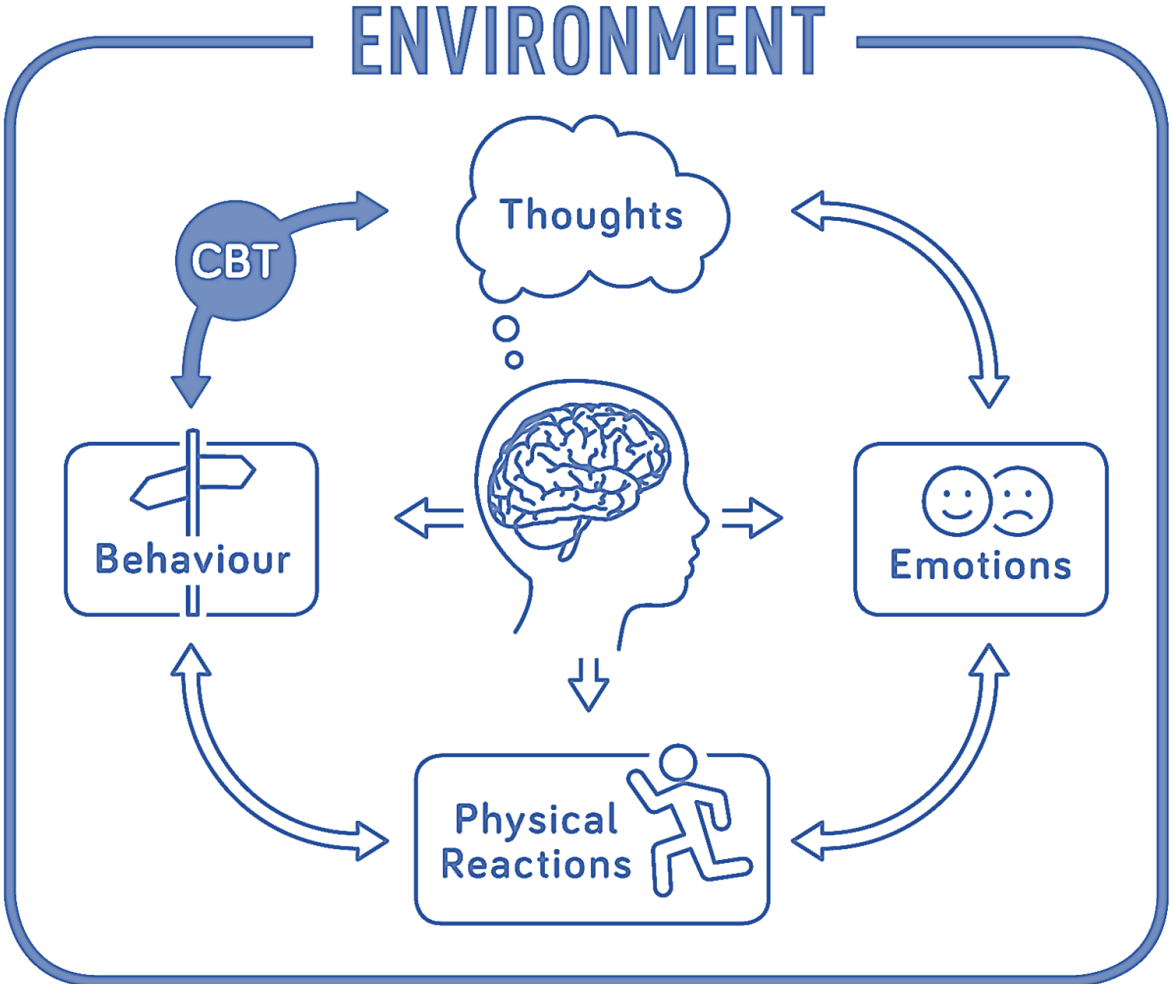 ENVIRONMENT
Thoughts
CBT
Behaviour
Emotions
Physical
Reactions